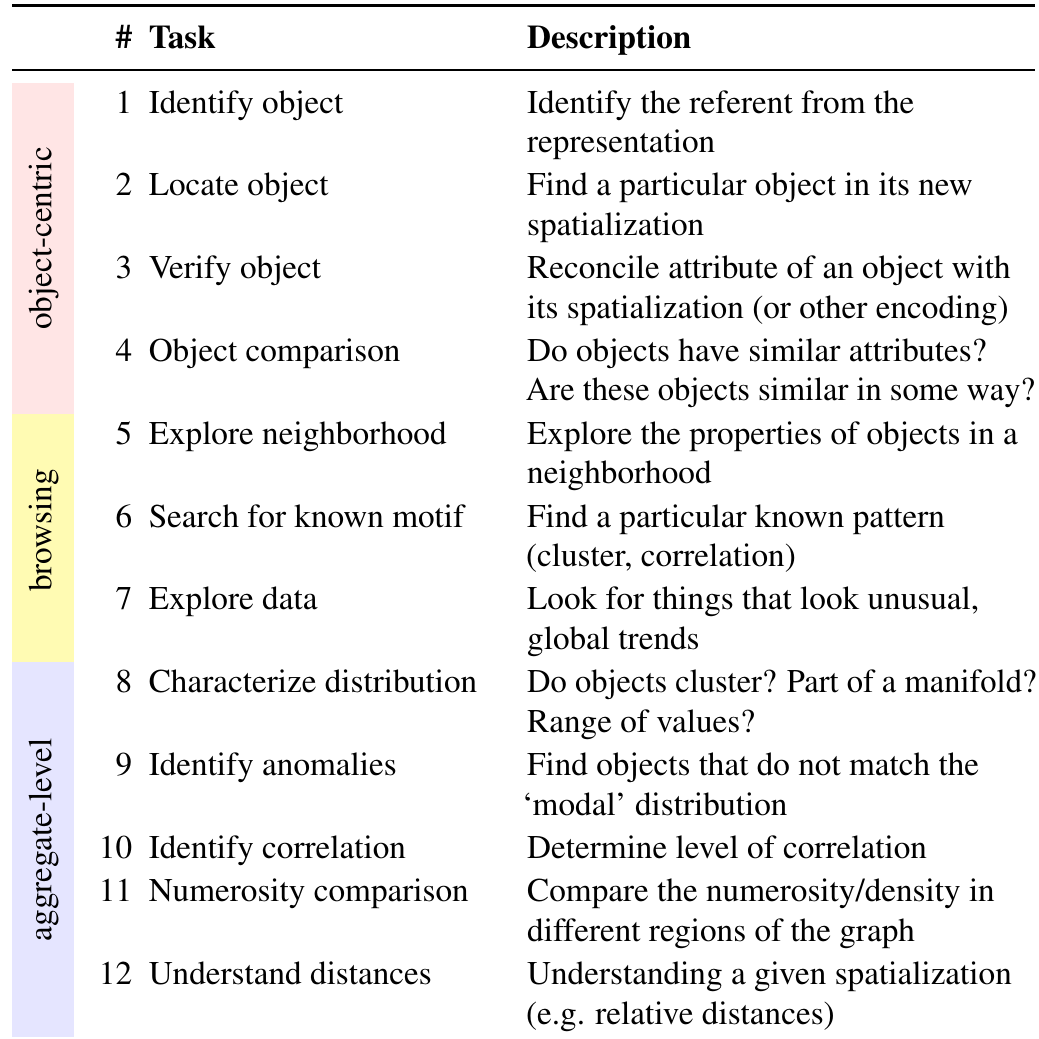 # Task Description
object-centric
1 Identify object Identify the referent from the
representation
2 Locate object Find a particular object in its new
spatialization
3 Verify object Reconcile attribute of an object with
its spatialization (or other encoding)
4 Object comparison Do objects have similar attributes?
Are these objects similar in some way?
browsing
5 Explore neighborhood Explore the properties of objects in a
neighborhood
6 Search for known motif Find a particular known pattern
(cluster, correlation)
7 Explore data Look for things that look unusual,
global trends
aggregate-level
8 Characterize distribution Do objects cluster? Part of a manifold?
Range of values?
9 Identify anomalies Find objects that do not match the
‘modal’ distribution
10 Identify correlation Determine level of correlation
11 Numerosity comparison Compare the numerosity/density in
different regions of the graph
12 Understand distances Understanding a given spatialization
(e.g. relative distances)